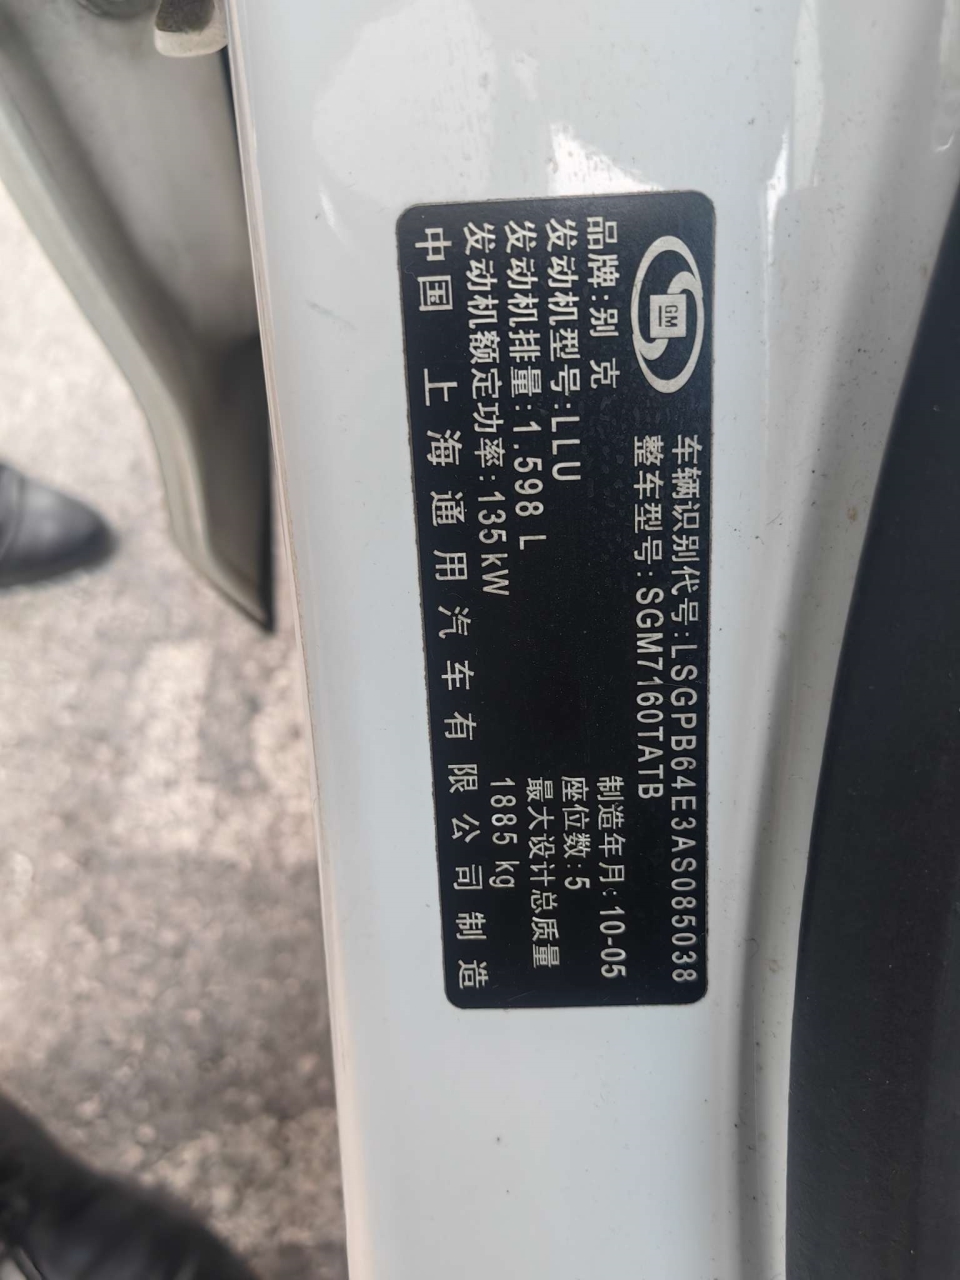 GM
车辆识别代号:LSGPB64E3AS085038
整车型号:SGM7160TATB
品牌:别 克
制造年月:10-05
发动机型号:LLU
座位数:5
发动机排量:1.598 L
最大设计总质量
发动机额定功率:135kW
1885 kg
中国 上海通用汽车有限公司制造